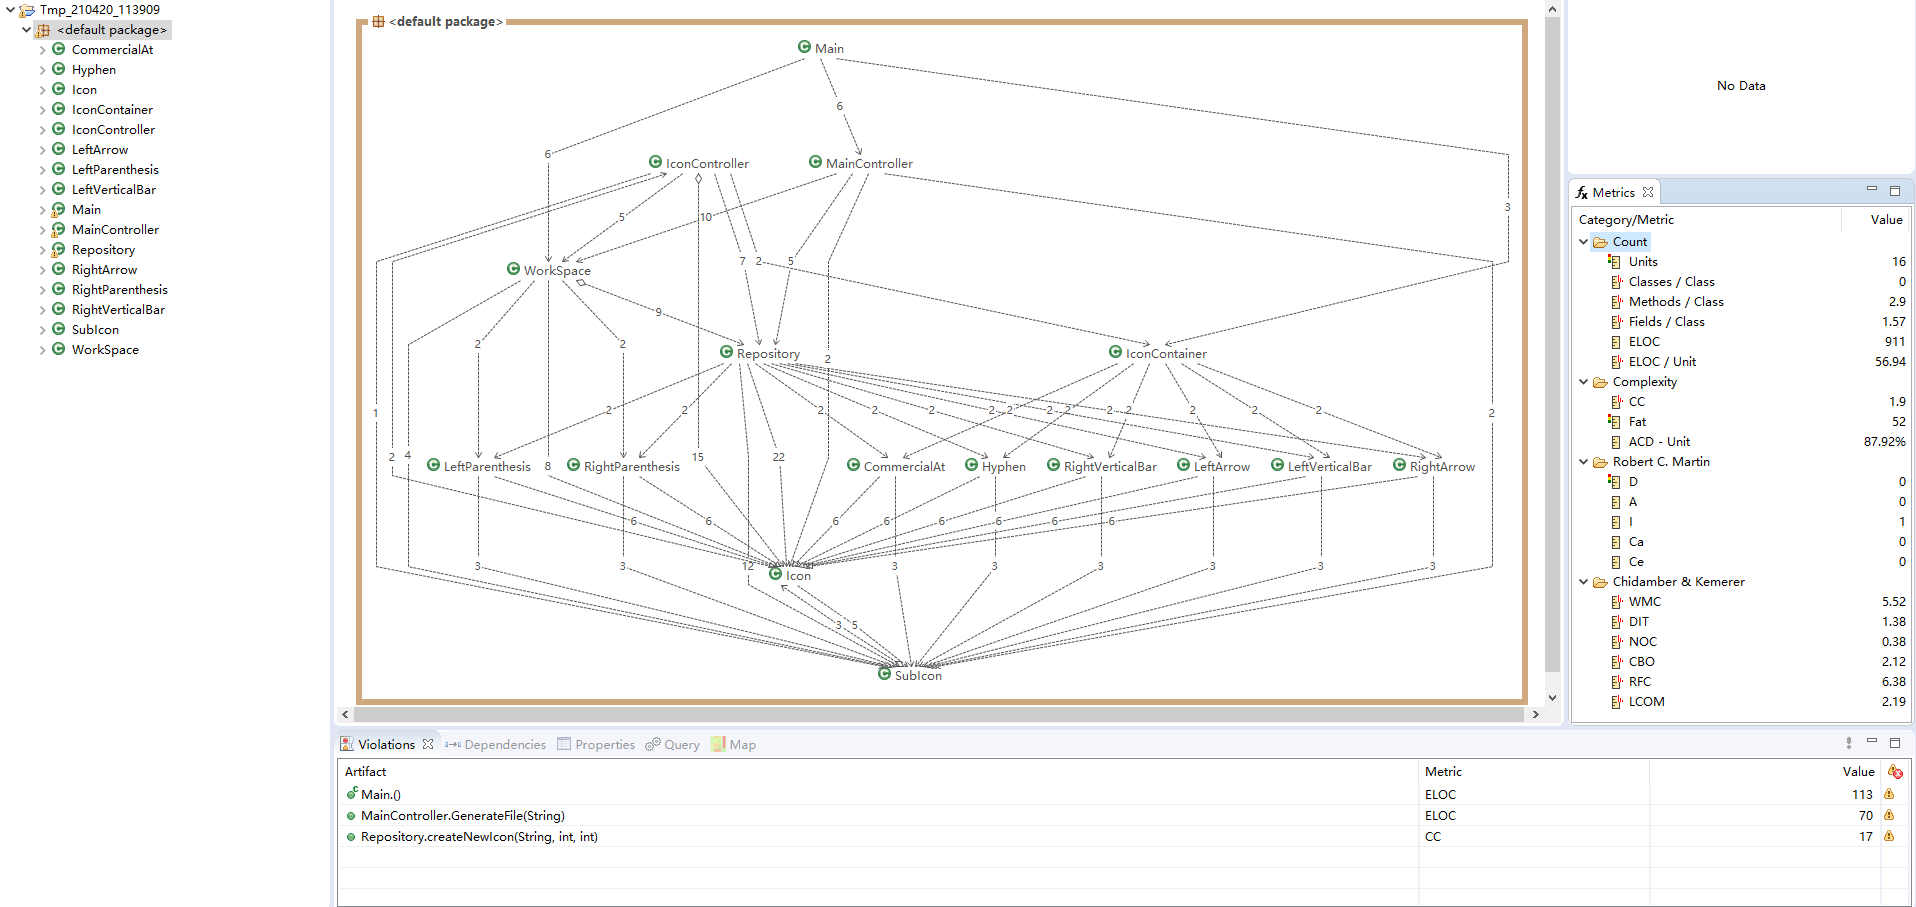 Tmp_210420_113909
<default package>
CommercialAt
Hyphen
Icon
IconContainer
IconController
LeftArrow
LeftParenthesis
LeftVerticalBar
Main
MainController
Repository
RightArrow
RightParenthesis
RightVerticalBar
SubIcon
WorkSpace
<default package>
Main
6
6
IconController
MainController
3
5
10
7
2
5
WorkSpace
9
2
2
Repository
2
IconContainer
1
2
2
2
2
2
2
2
2
2
2
2
2
2
2
4
LeftParenthesis
8
RightParenthesis
15
22
CommercialAt
Hyphen
RightVerticalBar
LeftArrow
LeftVerticalBar
RightArrow
6
6
6
6
6
6
6
6
3
3
12
Icon
3
3
3
3
3
3
3
5
SubIcon
No Data
Metrics
Category/Metric Value
Count
Units 16
Classes / Class 0
Methods / Class 2.9
Fields / Class 1.57
ELOC 911
ELOC / Unit 56.94
Complexity
CC 1.9
Fat 52
ACD - Unit 87.92%
Robert C. Martin
D 0
A 0
I 1
Ca 0
Ce 0
Chidamber & Kemerer
WMC 5.52
DIT 1.38
NOC 0.38
CBO 2.12
RFC 6.38
LCOM 2.19
Violations Dependencies Properties Query Map
Artifact Metric Value
Main.() ELOC 113
MainController.GenerateFile(String) ELOC 70
Repository.createNewIcon(String, int, int) CC 17